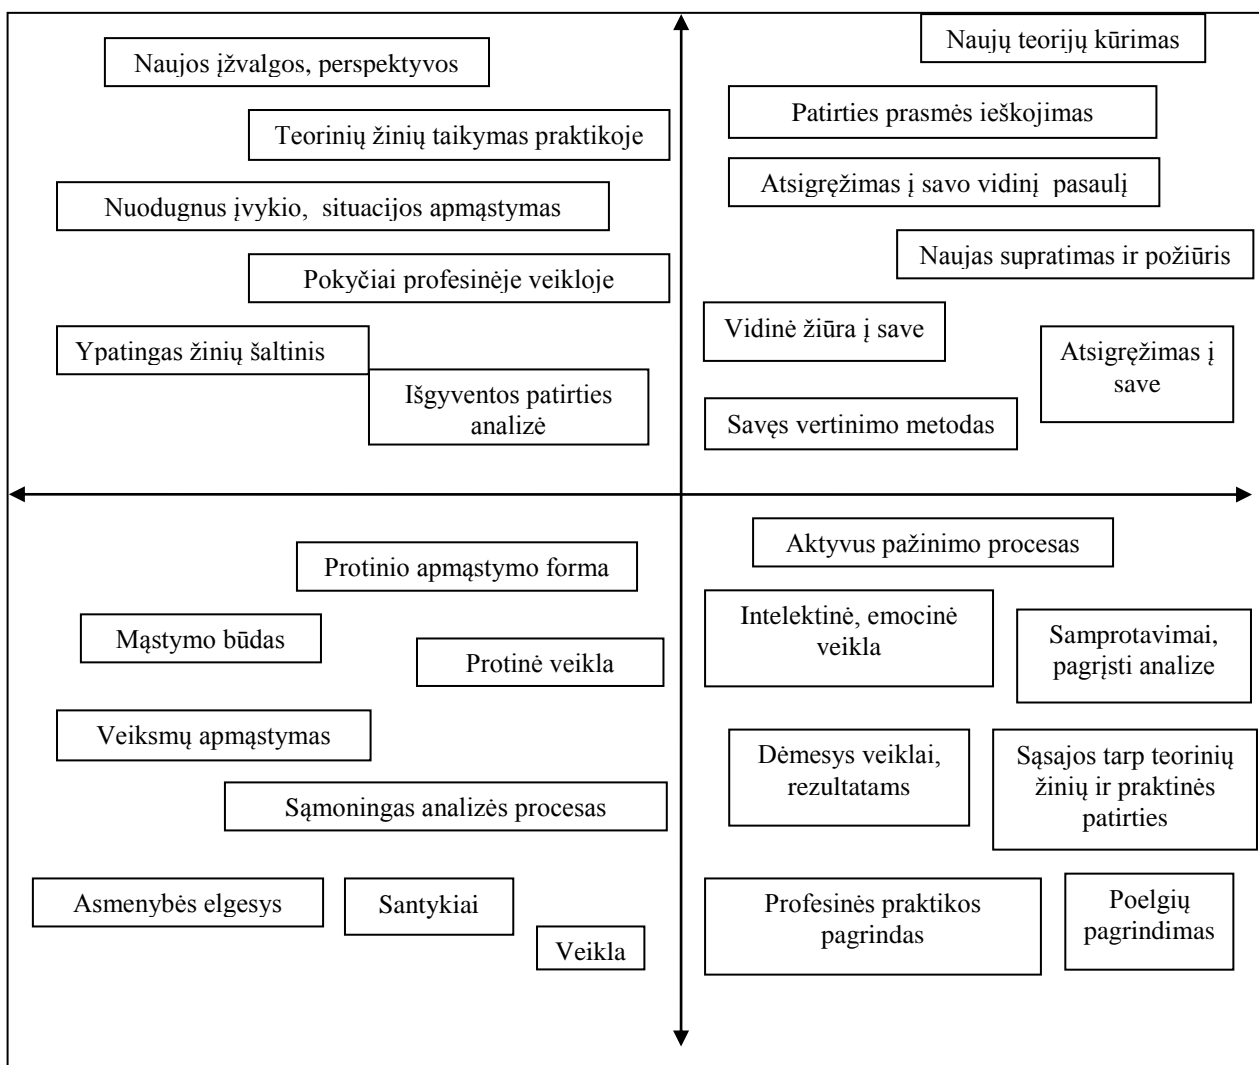 Naujos įžvalgos, perspektyvos
Teorinių žinių taikymas praktikoje
Nuodugnus įvykio, situacijos apmąstymas
Pokyčiai profesinėje veikloje
Ypatingas žinių šaltinis
Išgyventos patirties
analizė
Naujų teorijų kūrimas
Patirties prasmės ieškojimas
Atsigręžimas į savo vidinį pasaulį
Naujas supratimas ir požiūris
Vidinė žiūra į save
Atsigręžimas į
save
Savęs vertinimo metodas
Protinio apmąstymo forma
Mąstymo būdas
Protinė veikla
Veiksmų apmąstymas
Sąmoningas analizės procesas
Asmenybės elgesys
Santykiai
Veikla
Aktyvus pažinimo procesas
Intelektinė, emocinė
veikla
Samprotavimai,
pagrįsti analize
Dėmesys veiklai,
rezultatams
Sąsajos tarp teorinių
žinių ir praktinės
patirties
Profesinės praktikos
pagrindas
Poelgių
pagrindimas